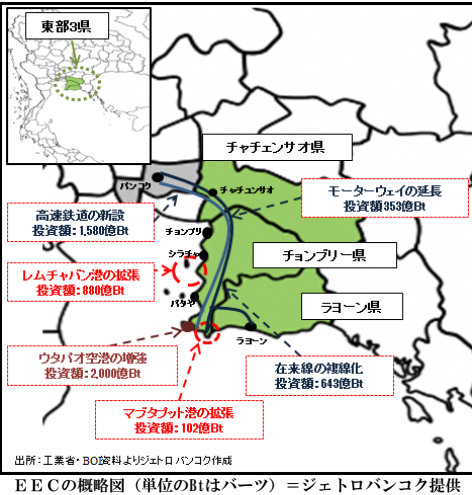 東部3県
チャチェンサオ県
バンコク
チャチェンサオ
モーターウェイの延長
投資額353億Bt
高速鉄道の新設
投資額:1,580億Bt
チョンブリ
シラチャ
チョンブリー県
レムチャバン港の拡張
投資額:880億Bt
パタヤ
ラヨーン県
ラヨーン
ウタパオ空港の増強
投資額:2,000億Bt
在来線の複線化
投資額:643億Bt
マプタプット港の拡張
投資額:102億Bt
出所:工業省・BOI資料よりジェトロバンコク作成
EECの概略図(単位のBtはバーツ)=ジェトロバンコク提供